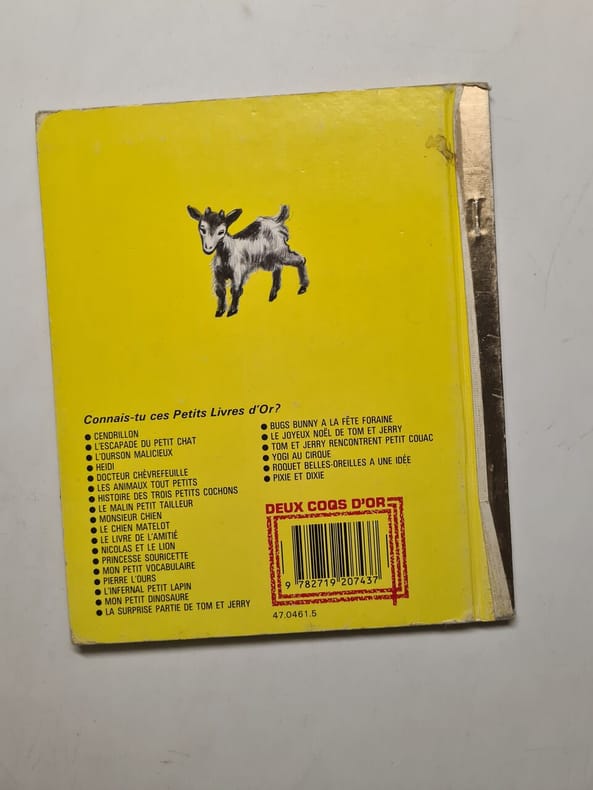 Connais-tu ces Petits Livres d'Or?
● CENDRILLON
● L'ESCAPADE DU PETIT CHAT
● L'OURSON MALICIEUX
● HEIDI
● DOCTEUR CHÈVREFEUILLE
● LES ANIMAUX TOUT PETITS
● HISTOIRE DES TROIS PETITS COCHONS
● LE MALIN PETIT TAILLEUR
● MONSIEUR CHIEN
● LE CHIEN MATELOT
● LE LIVRE DE L'AMITIÉ
● NICOLAS ET LE LION
● PRINCESSE SOURICETTE
● MON PETIT VOCABULAIRE
● PIERRE L'OURS
● L'INFERNAL PETIT LAPIN
● MON PETIT DINOSAURE
● LA SURPRISE PARTIE DE TOM ET JERRY
● BUGS BUNNY A LA FÊTE FORAINE
● LE JOYEUX NOËL DE TOM ET JERRY
● TOM ET JERRY RENCONTRENT PETIT COUAC
● YOGI AU CIRQUE
● ROQUET BELLES-OREILLES A UNE IDÉE
● PIXIE ET DIXIE
DEUX COQS D'OR
9 782719 207437
47.0461.5